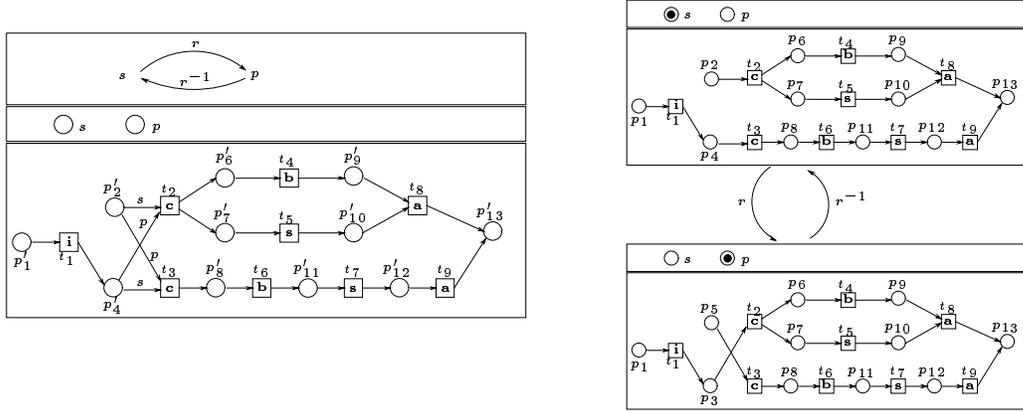 r
s p
r⁻¹
s p
p′₆ t₄ p′₉
p′₂ s t₂ b t₈
c p′₇ t₅ p′₁₀ a p′₁₃
p s
i p
p′₁ t₁ t₃ p′₈ t₆ p′₁₁ t₇ p′₁₂ t₉
s c b s a
p′₄
s p
p₆ t₄ p₉
p₂ t₂ b t₈
c p₇ t₅ p₁₀ a p₁₃
p₁ i s
t₁ t₃ p₈ t₆ p₁₁ t₇ p₁₂ t₉
c b s a
p₄
r r⁻¹
s p
p₆ t₄ p₉
p₅ t₂ b t₈
c p₇ t₅ p₁₀ a p₁₃
i s
p₁ t₁ t₃ p₈ t₆ p₁₁ t₇ p₁₂ t₉
c b s a
p₃